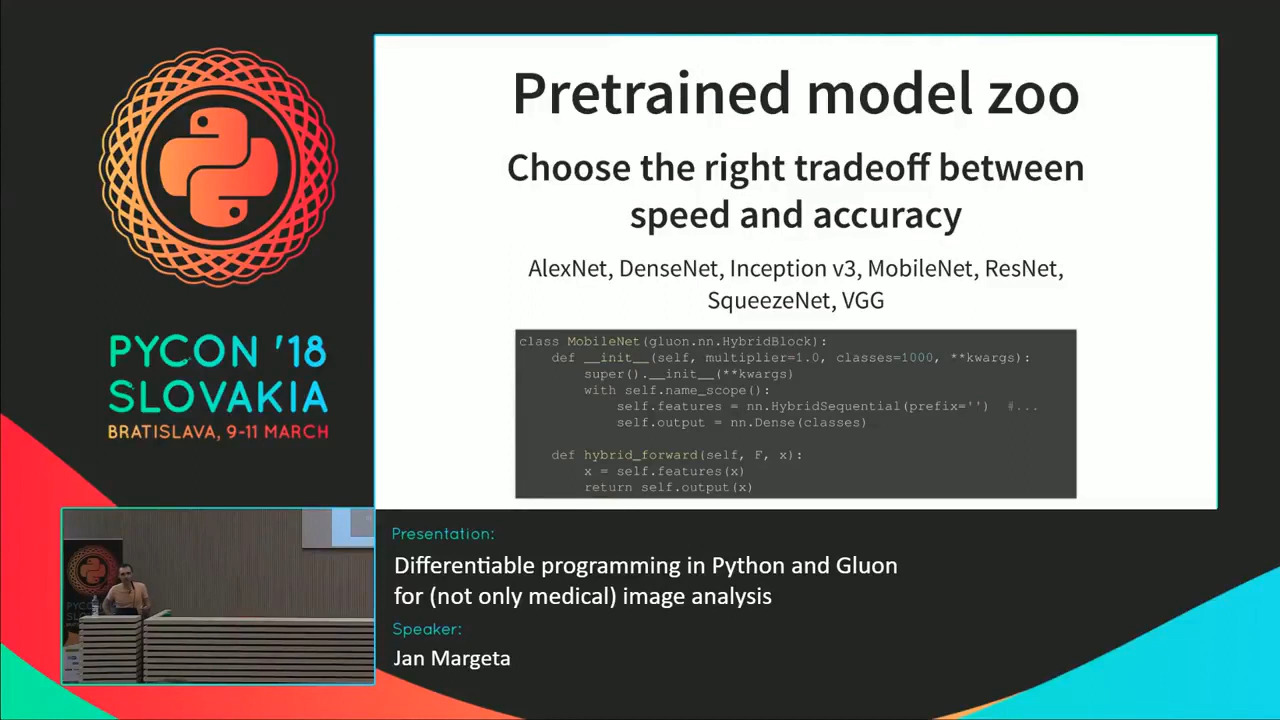 Pretrained model zoo
Choose the right tradeoff between
speed and accuracy
AlexNet, DenseNet, Inception v3, MobileNet, ResNet,
SqueezeNet, VGG
class MobileNet(gluon.nn.HybridBlock):
    def __init__(self, multiplier=1.0, classes=1000, **kwargs):
        super().__init__(**kwargs)
        with self.name_scope():
            self.features = nn.HybridSequential(prefix='')  #...
            self.output = nn.Dense(classes)
    def hybrid_forward(self, F, x):
        x = self.features(x)
        return self.output(x)
PYCON '18
SLOVAKIA
BRATISLAVA, 9-11 MARCH
Presentation:
Differentiable programming in Python and Gluon
for (not only medical) image analysis
Speaker:
Jan Margeta